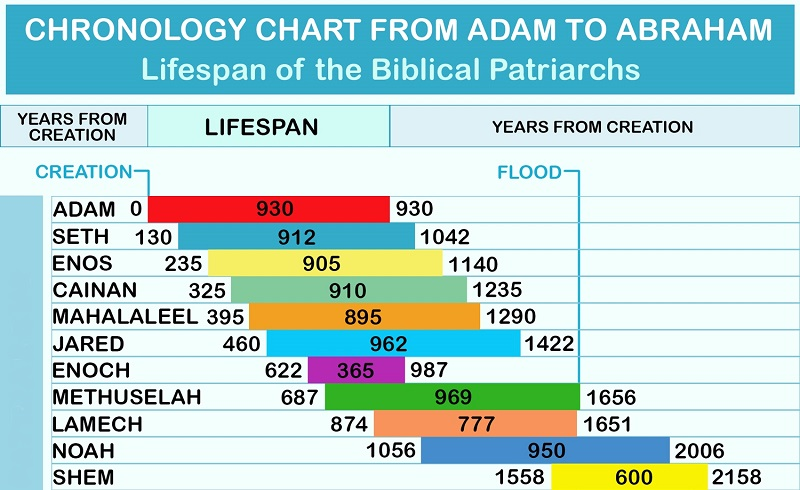 CHRONOLOGY CHART FROM ADAM TO ABRAHAM
Lifespan of the Biblical Patriarchs
YEARS FROM
CREATION
LIFESPAN
YEARS FROM CREATION
CREATION
FLOOD
ADAM 0 930 930
SETH 130 912 1042
ENOS 235 905 1140
CAINAN 325 910 1235
MAHALALEEL 395 895 1290
JARED 460 962 1422
ENOCH 622 365 987
METHUSELAH 687 969 1656
LAMECH 874 777 1651
NOAH 1056 950 2006
SHEM 1558 600 2158